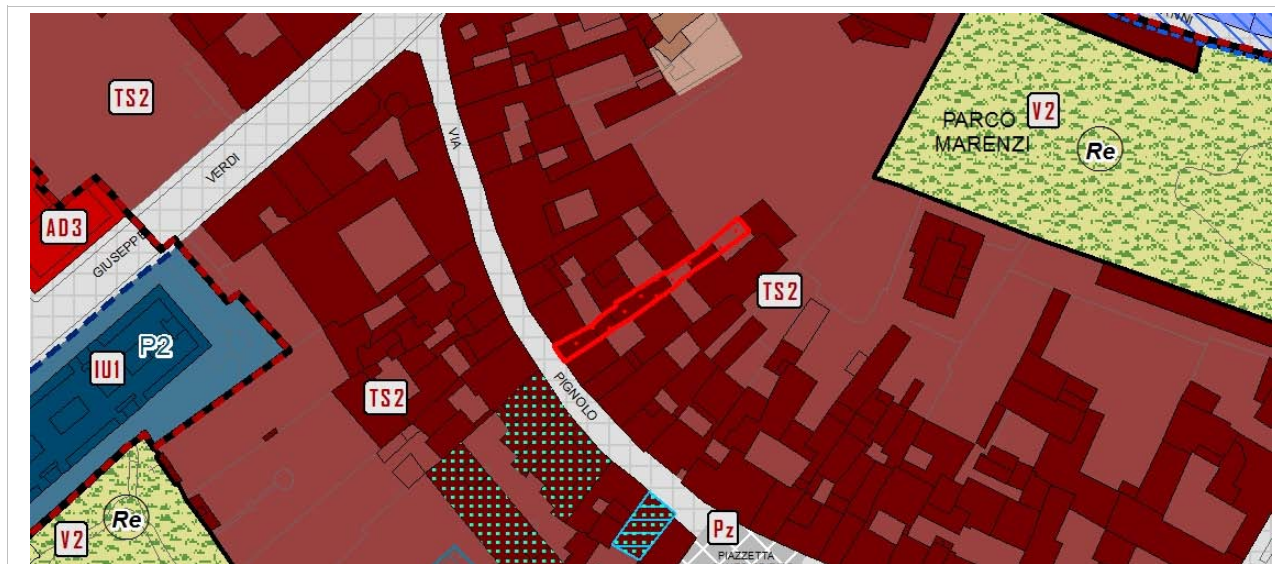 TS2
VERDI
GIUSEPPE
AD3
P2
IU1
V2
Re
TS2
VIA
PIGNOLO
TS2
Pz
PIAZZETTA
PARCO
MARENZI
V2
Re